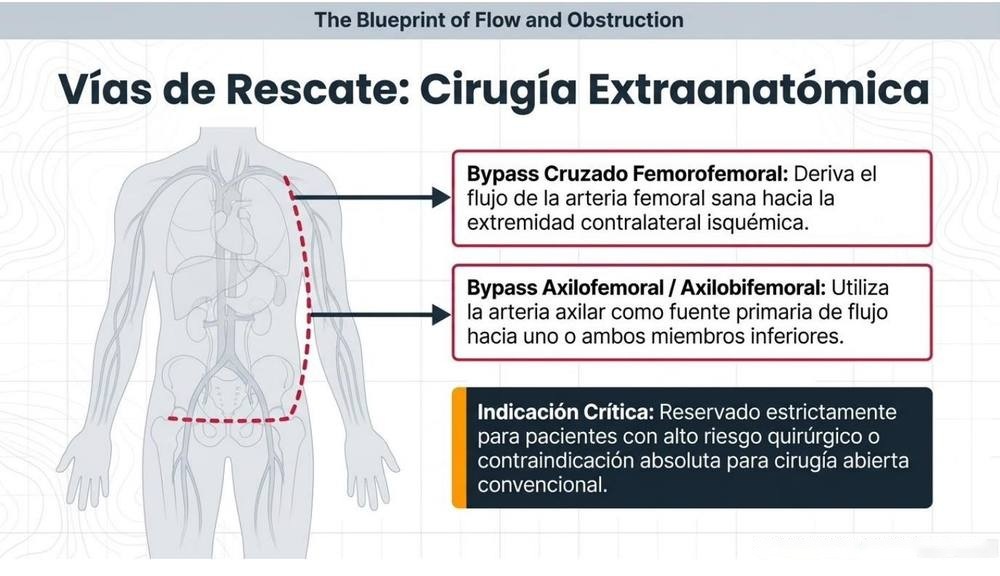 The Blueprint of Flow and Obstruction
Vías de Rescate: Cirugía Extraanatómica
Bypass Cruzado Femorofemoral: Deriva el
flujo de la arteria femoral sana hacia la
extremidad contralateral isquémica.
Bypass Axilofemoral / Axilobifemoral: Utiliza
la arteria axilar como fuente primaria de flujo
hacia uno o ambos miembros inferiores.
Indicación Crítica: Reservado estrictamente
para pacientes con alto riesgo quirúrgico o
contraindicación absoluta para cirugía abierta
convencional.